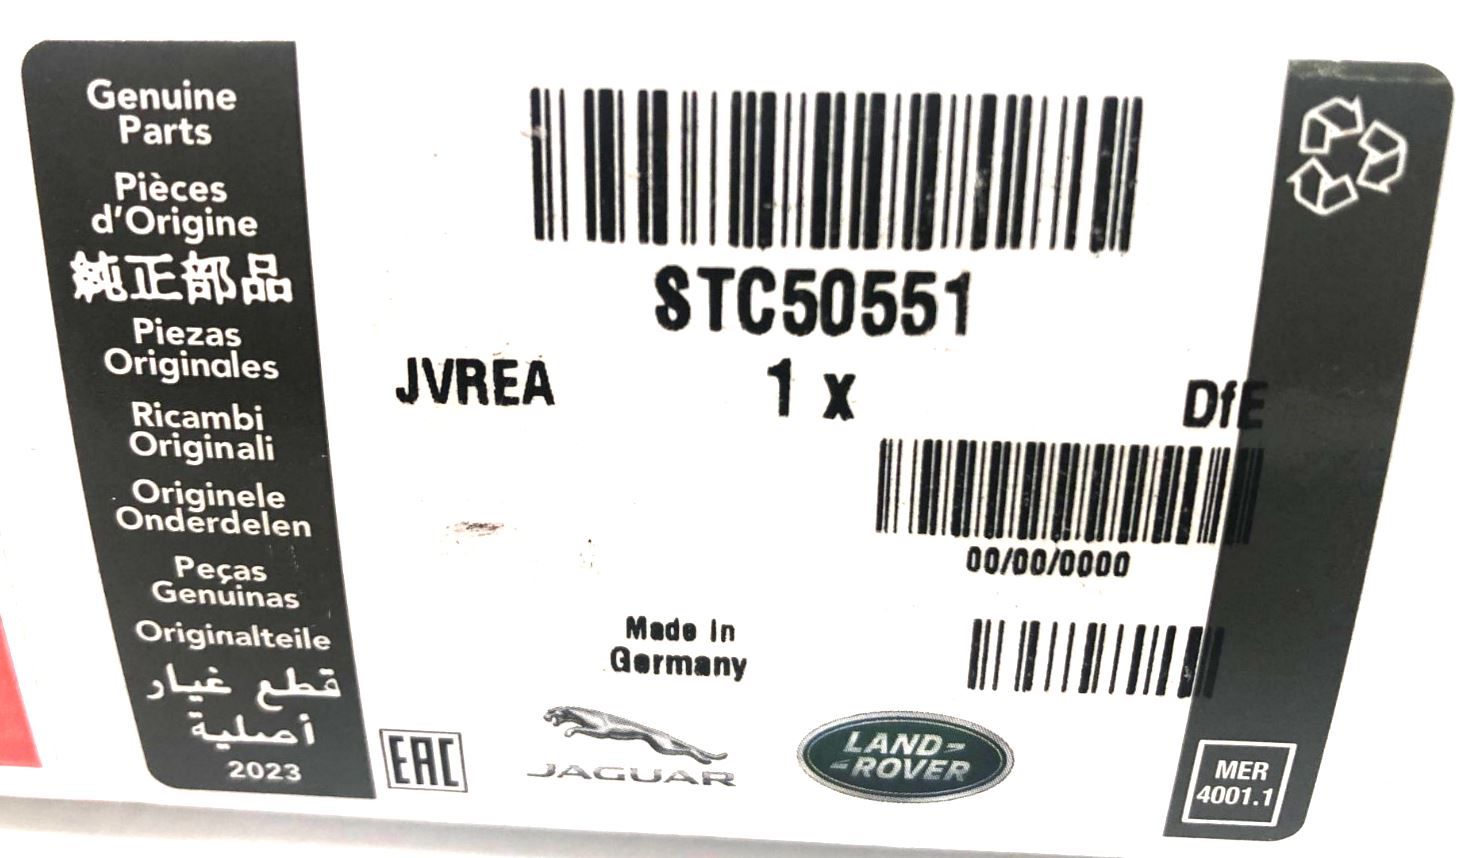 Genuine
Parts
Pièces
d'Origine
純正部品
Piezas
Originales
Ricambi
Originali
Originele
Onderdelen
Peças
Genuinas
Originalteile
قطع غيار
أصلية
2023
STC50551
JVREA 1 x DfE
00/00/0000
Made in
Germany
EAC
JAGUAR
LAND-
-ROVER
MER
4001.1